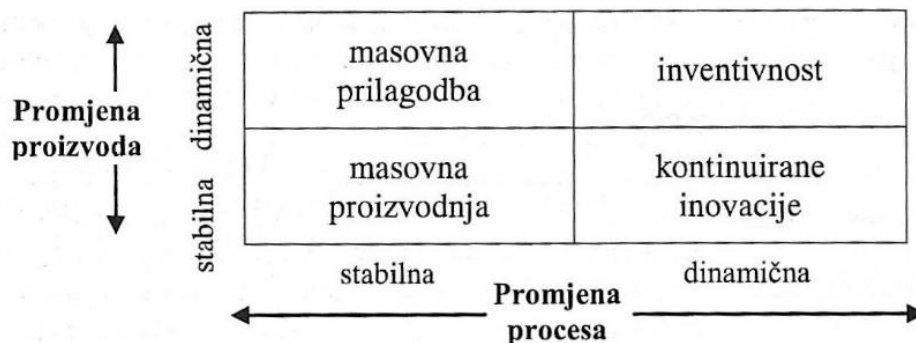 dinamična
masovna
prilagodba
inventivnost
Promjena
proizvoda
stabilna
masovna
proizvodnja
kontinuirane
inovacije
stabilna
dinamična
Promjena
procesa